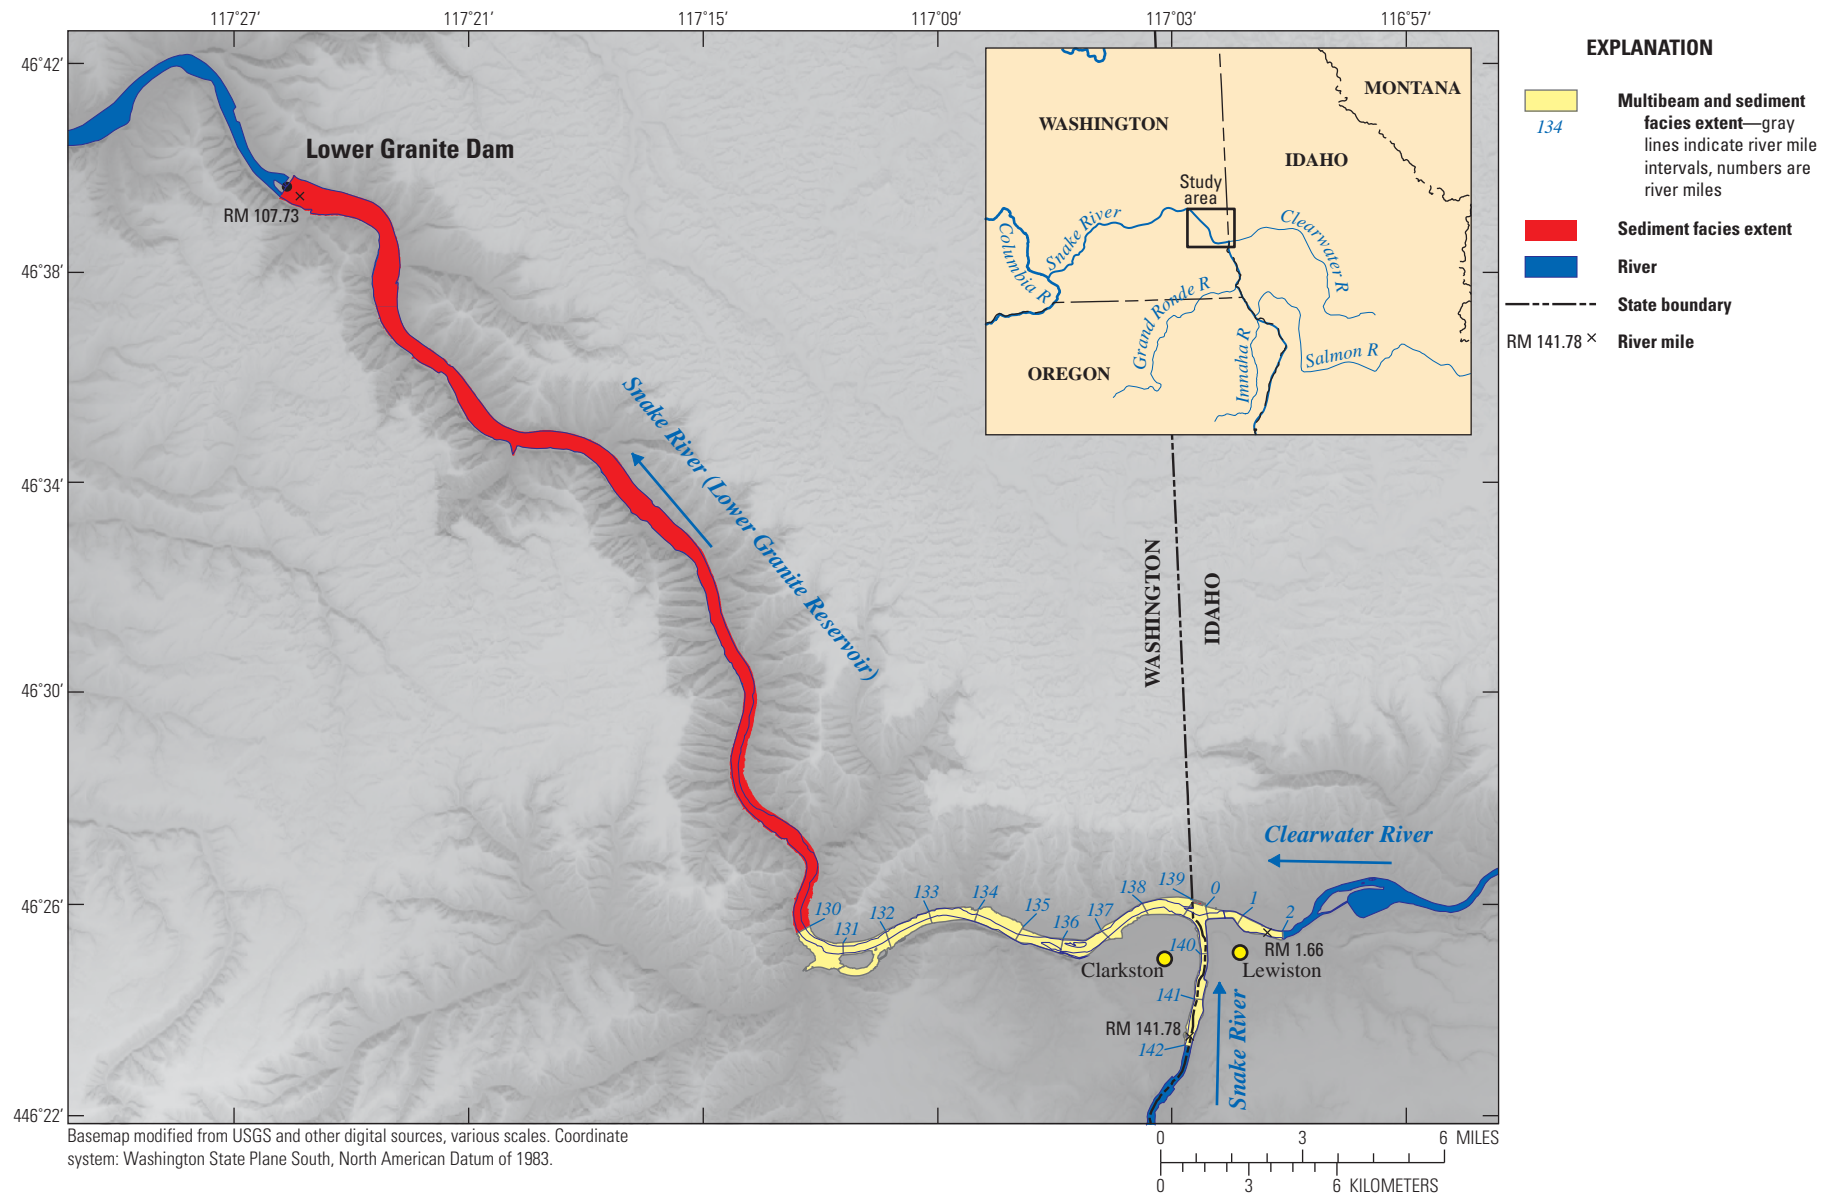 117°27′
117°21′
117°15′
117°09′
117°03′
116°57′
46°42′
46°38′
46°34′
46°30′
46°26′
446°22′
Lower Granite Dam
RM 107.73
Snake River (Lower Granite Reservoir)
WASHINGTON
IDAHO
MONTANA
OREGON
Study
area
Snake River
Columbia R
Clearwater R
Grand Ronde R
Imnaha R
Salmon R
WASHINGTON
IDAHO
Clearwater River
130
131
132
133
134
135
136
137
138
139
0
1
2
140
141
142
RM 1.66
Clarkston
Lewiston
RM 141.78
Snake River
EXPLANATION
134
Multibeam and sediment
facies extent—gray
lines indicate river mile
intervals, numbers are
river miles
Sediment facies extent
River
State boundary
RM 141.78 × River mile
Basemap modified from USGS and other digital sources, various scales. Coordinate
system: Washington State Plane South, North American Datum of 1983.
0 3 6 MILES
0 3 6 KILOMETERS